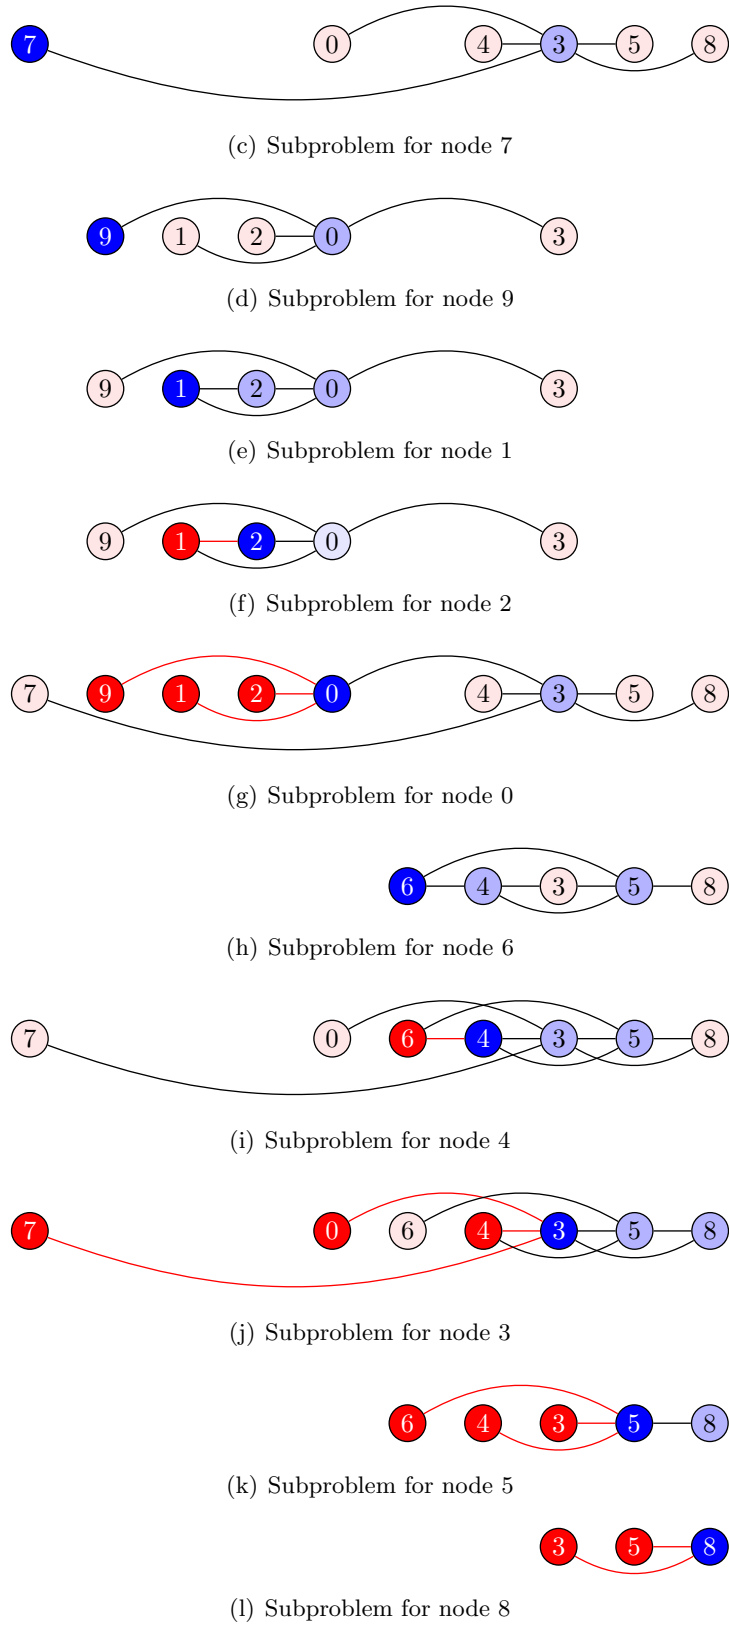 7 0 4 3 5 8
(c) Subproblem for node 7
9 1 2 0 3
(d) Subproblem for node 9
9 1 2 0 3
(e) Subproblem for node 1
9 1 2 0 3
(f) Subproblem for node 2
7 9 1 2 0 4 3 5 8
(g) Subproblem for node 0
6 4 3 5 8
(h) Subproblem for node 6
7 0 6 4 3 5 8
(i) Subproblem for node 4
7 0 6 4 3 5 8
(j) Subproblem for node 3
6 4 3 5 8
(k) Subproblem for node 5
3 5 8
(l) Subproblem for node 8